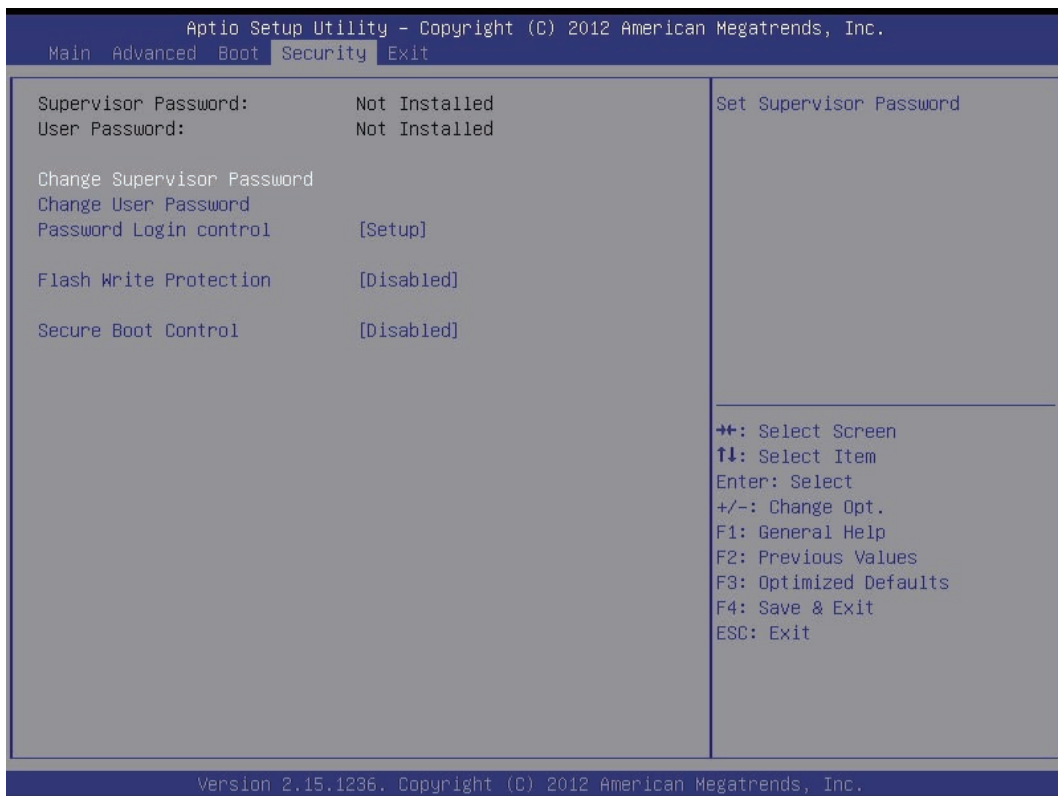 Aptio Setup Utility – Copyright (C) 2012 American Megatrends, Inc.
Main Advanced Boot Security Exit
Supervisor Password: Not Installed
User Password: Not Installed
Change Supervisor Password
Change User Password
Password Login control [Setup]
Flash Write Protection [Disabled]
Secure Boot Control [Disabled]
Set Supervisor Password
→←: Select Screen
↑↓: Select Item
Enter: Select
+/-: Change Opt.
F1: General Help
F2: Previous Values
F3: Optimized Defaults
F4: Save & Exit
ESC: Exit
Version 2.15.1236. Copyright (C) 2012 American Megatrends, Inc.